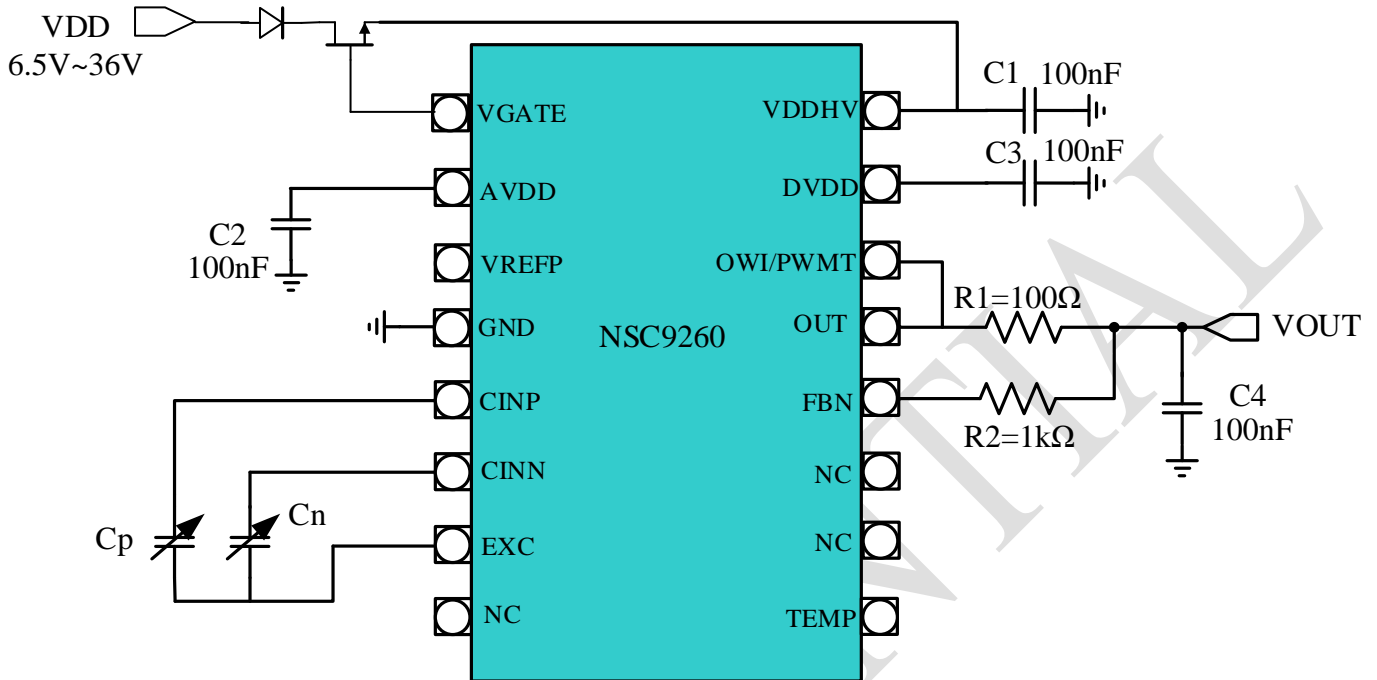 VDD
6.5V~36V
VGATE
AVDD
VREFP
GND
CINP
CINN
EXC
NC
C2
100nF
Cp
Cn
NSC9260
VDDHV
DVDD
OWI/PWMT
OUT
FBN
NC
NC
TEMP
C1 100nF
C3 100nF
R1=100Ω
R2=1kΩ
VOUT
C4
100nF
NTIAL